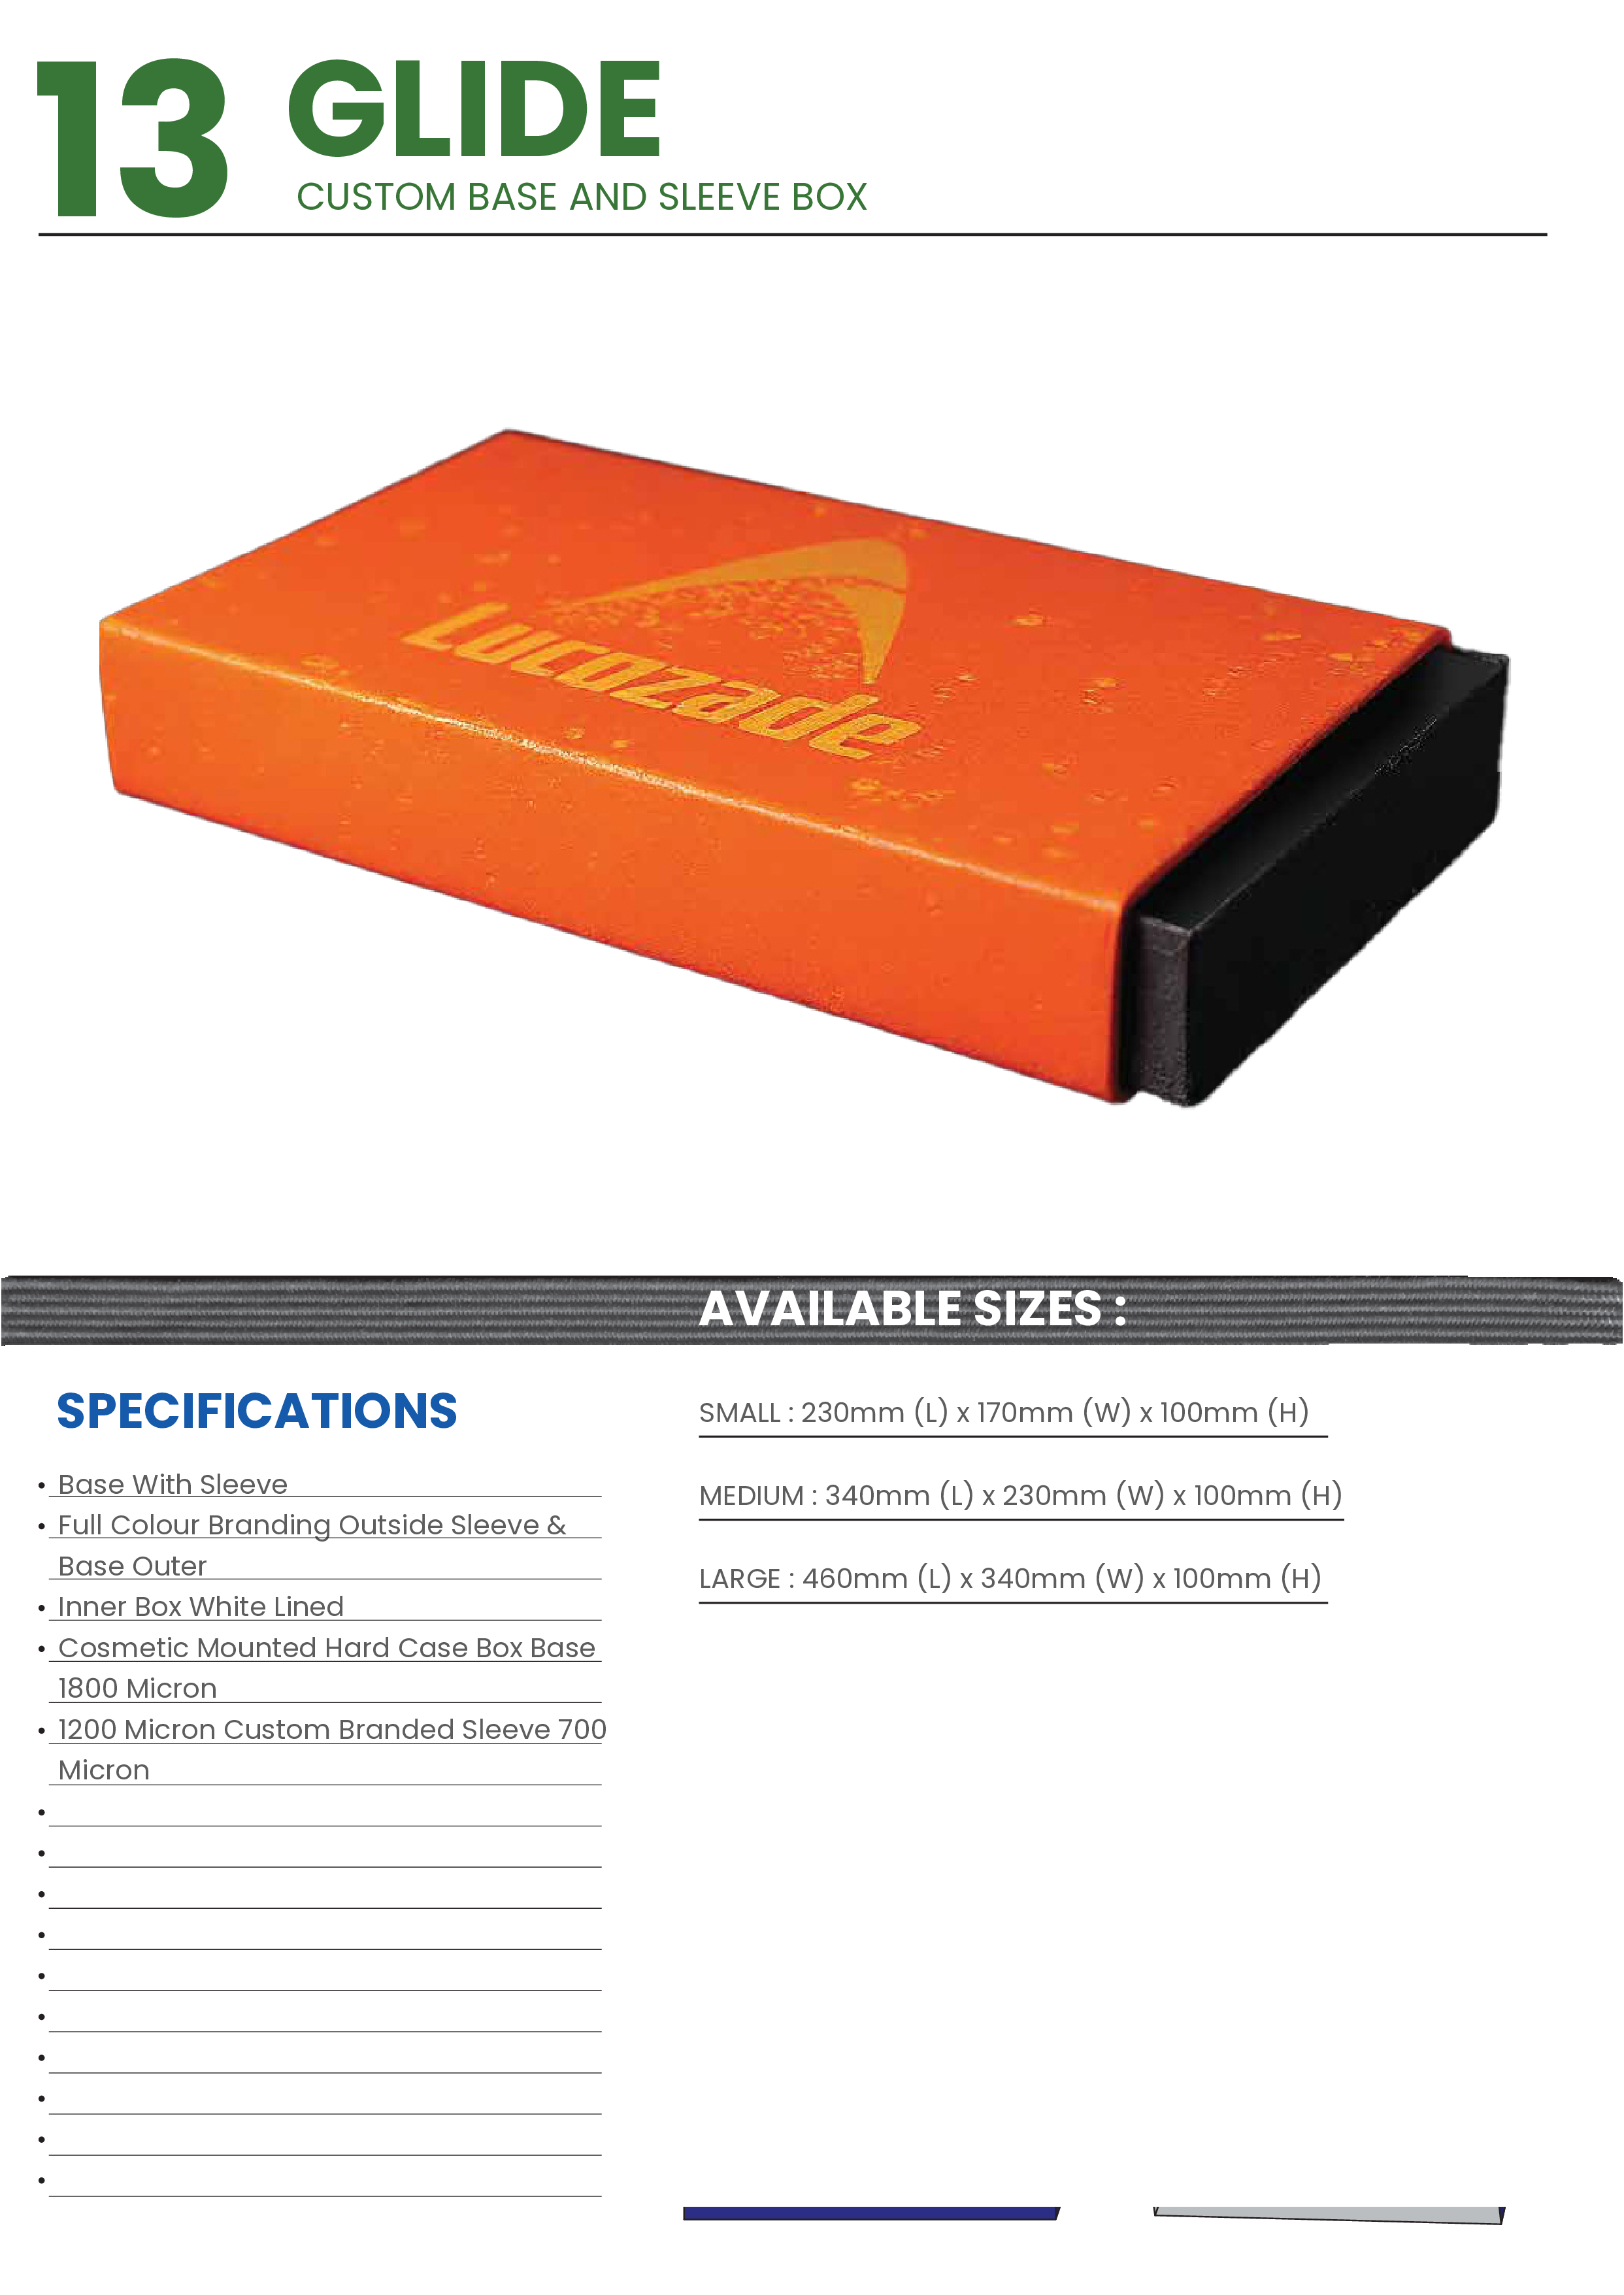 13 GLIDE
CUSTOM BASE AND SLEEVE BOX
Lucozade
AVAILABLE SIZES :
SPECIFICATIONS
• Base With Sleeve
• Full Colour Branding Outside Sleeve &
Base Outer
• Inner Box White Lined
• Cosmetic Mounted Hard Case Box Base
1800 Micron
• 1200 Micron Custom Branded Sleeve 700
Micron
SMALL : 230mm (L) x 170mm (W) x 100mm (H)
MEDIUM : 340mm (L) x 230mm (W) x 100mm (H)
LARGE : 460mm (L) x 340mm (W) x 100mm (H)